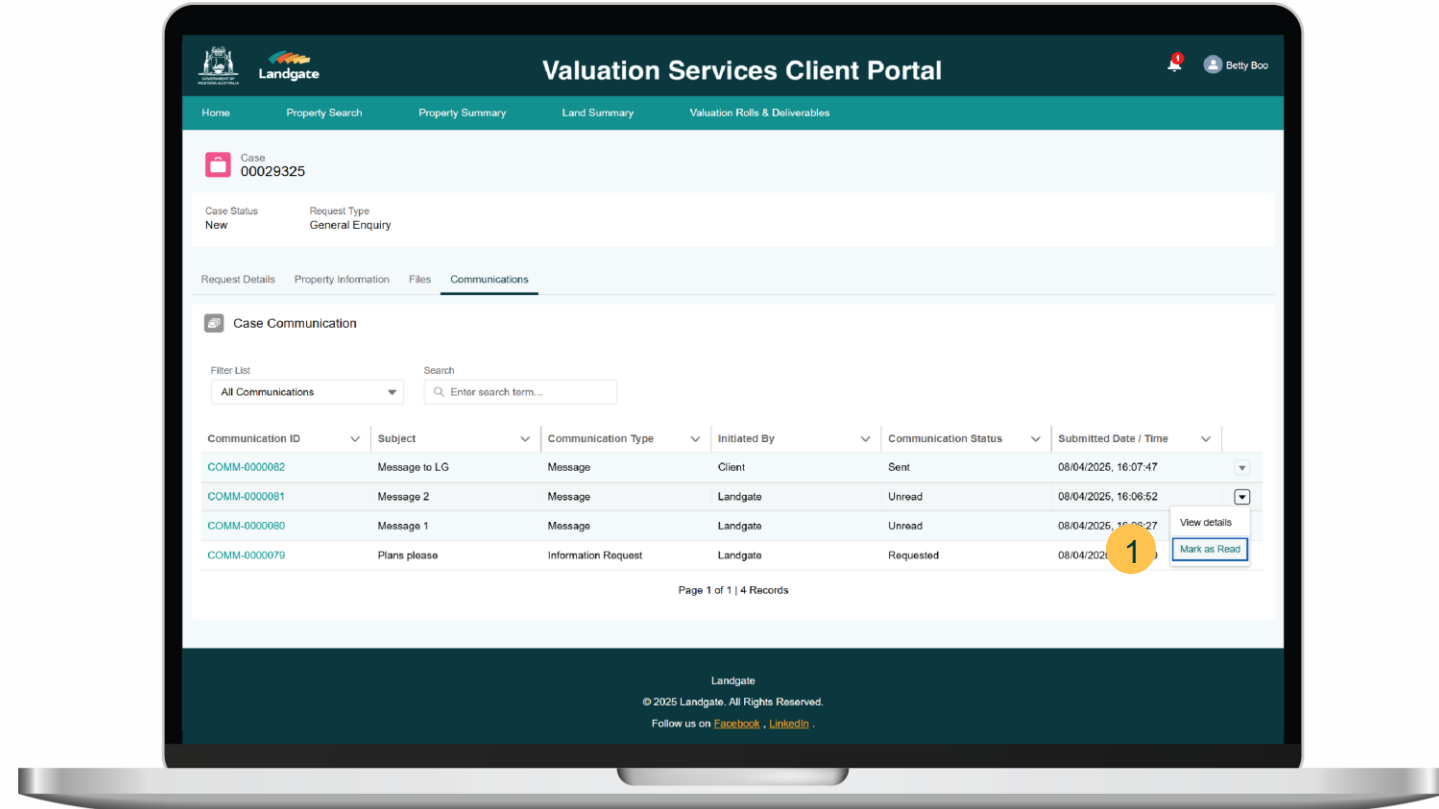 GOVERNMENT OF
WESTERN AUSTRALIA
Landgate
Valuation Services Client Portal
1
Betty Boo
Home Property Search Property Summary Land Summary Valuation Rolls & Deliverables
Case
00029325
Case Status Request Type
New General Enquiry
Request Details Property Information Files Communications
Case Communication
Filter List Search
All Communications Enter search term...
Communication ID Subject Communication Type Initiated By Communication Status Submitted Date / Time
COMM-0000082 Message to LG Message Client Sent 08/04/2025, 16:07:47
COMM-0000081 Message 2 Message Landgate Unread 08/04/2025, 16:06:52
COMM-0000080 Message 1 Message Landgate Unread 08/04/2025,
View details
COMM-0000079 Plans please Information Request Landgate Requested
1 Mark as Read
Page 1 of 1 | 4 Records
Landgate
© 2025 Landgate. All Rights Reserved.
Follow us on Facebook , LinkedIn .